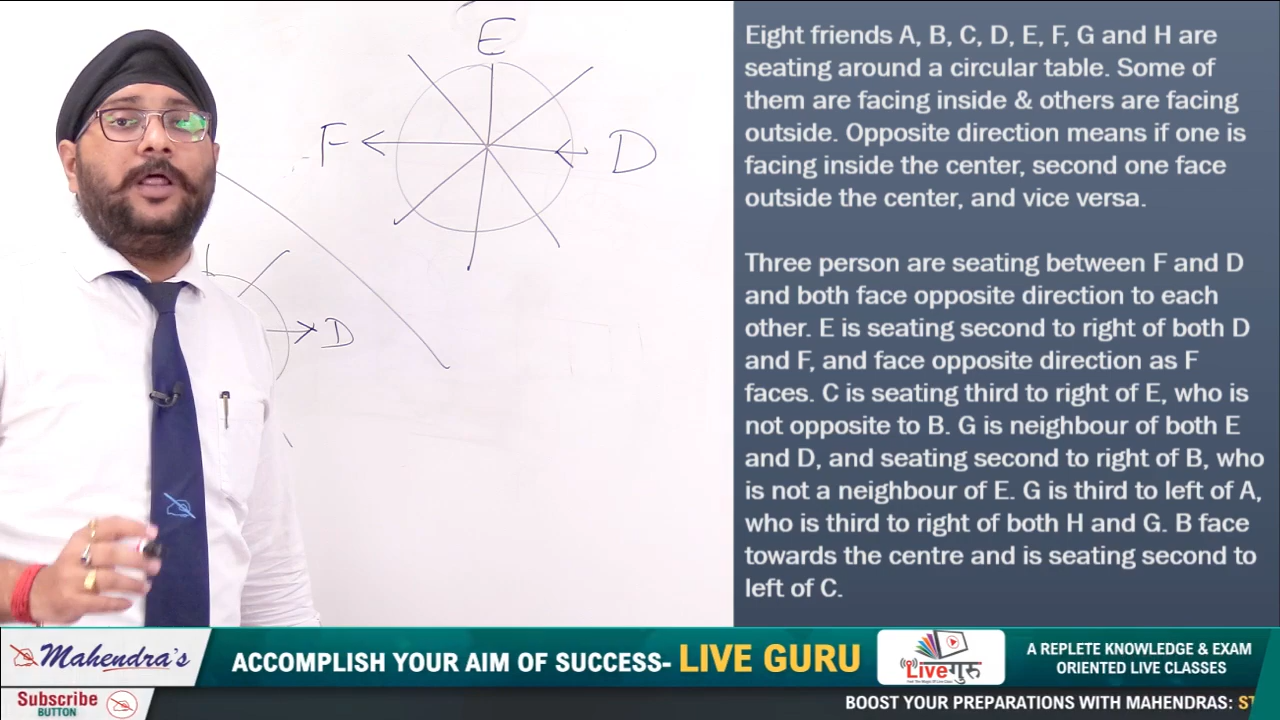 E
F
D
D
Eight friends A, B, C, D, E, F, G and H are
seating around a circular table. Some of
them are facing inside & others are facing
outside. Opposite direction means if one is
facing inside the center, second one face
outside the center, and vice versa.
Three person are seating between F and D
and both face opposite direction to each
other. E is seating second to right of both D
and F, and face opposite direction as F
faces. C is seating third to right of E, who is
not opposite to B. G is neighbour of both E
and D, and seating second to right of B, who
is not a neighbour of E. G is third to left of A,
who is third to right of both H and G. B face
towards the centre and is seating second to
left of C.
Mahendra's
ACCOMPLISH YOUR AIM OF SUCCESS- LIVE GURU
Liveगुरु
A REPLETE KNOWLEDGE & EXAM
ORIENTED LIVE CLASSES
Subscribe
BUTTON
BOOST YOUR PREPARATIONS WITH MAHENDRAS: ST